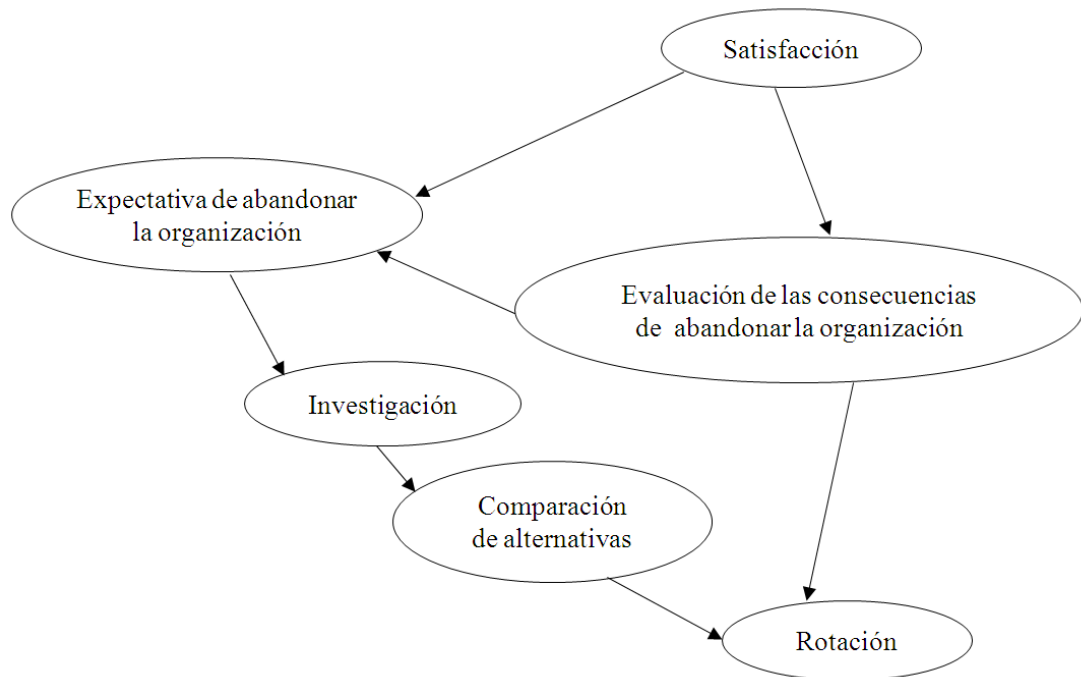 Satisfacción
Expectativa de abandonar
la organización
Evaluación de las consecuencias
de abandonar la organización
Investigación
Comparación
de alternativas
Rotación